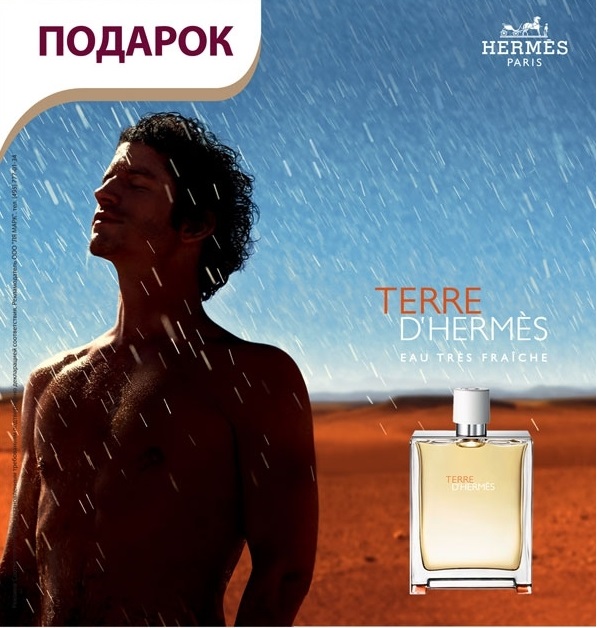 ПОДАРОК
HERMÈS
PARIS
TERRE
D'HERMÈS
EAU TRÈS FRAÎCHE
TERRE
D'HERMÈS